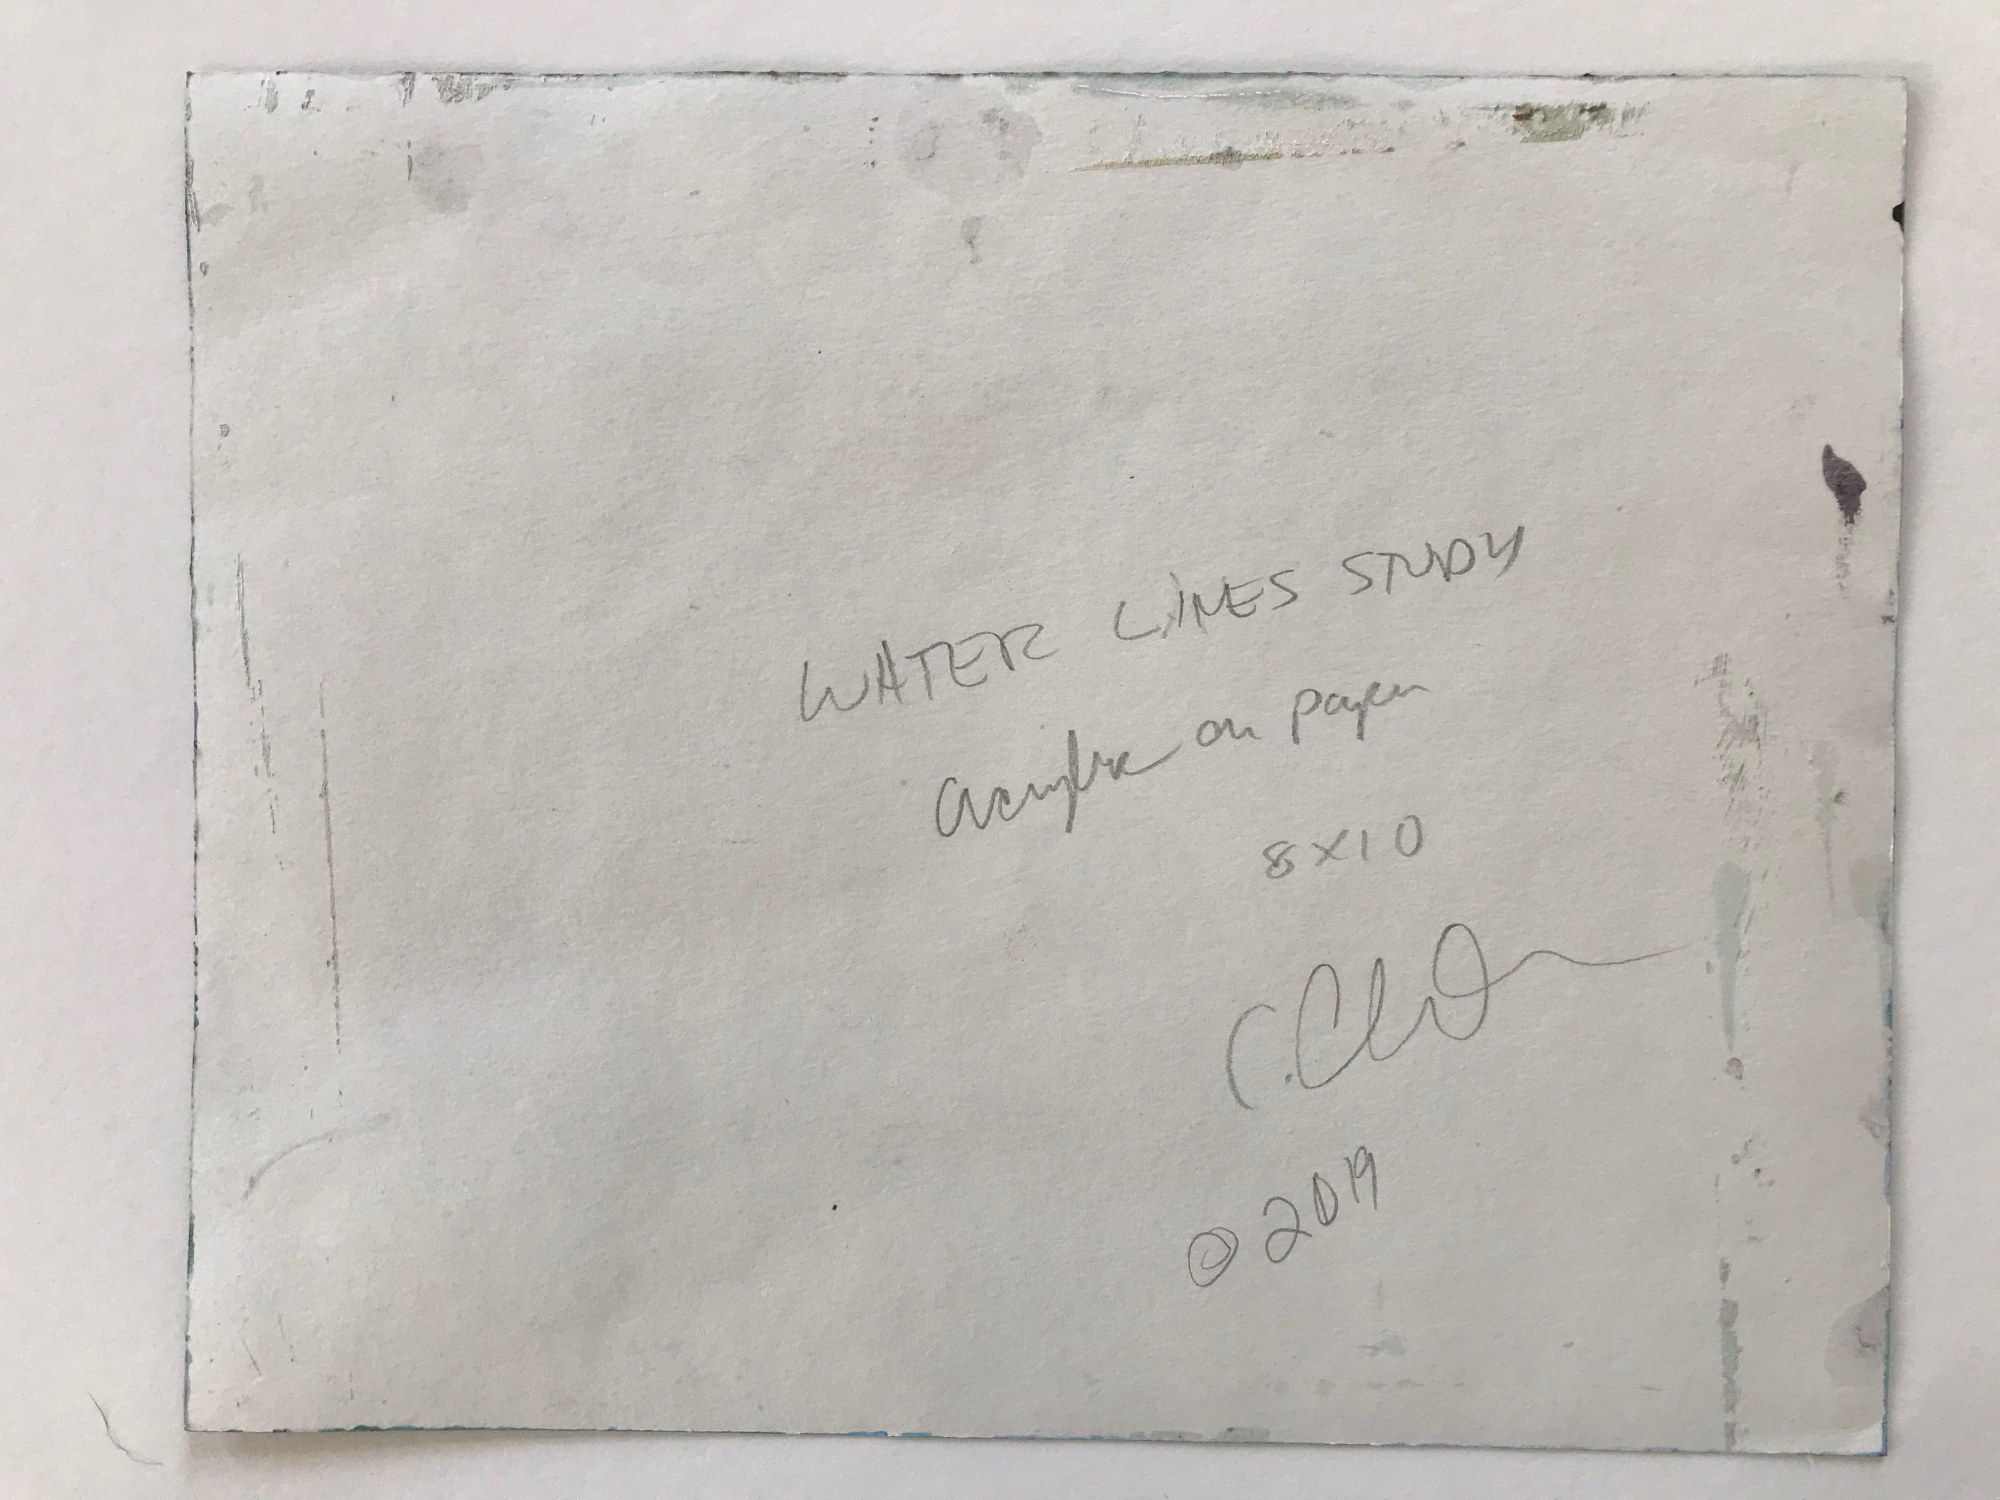 WATER LINES STUDY
acrylic on paper
8x10
© 2019